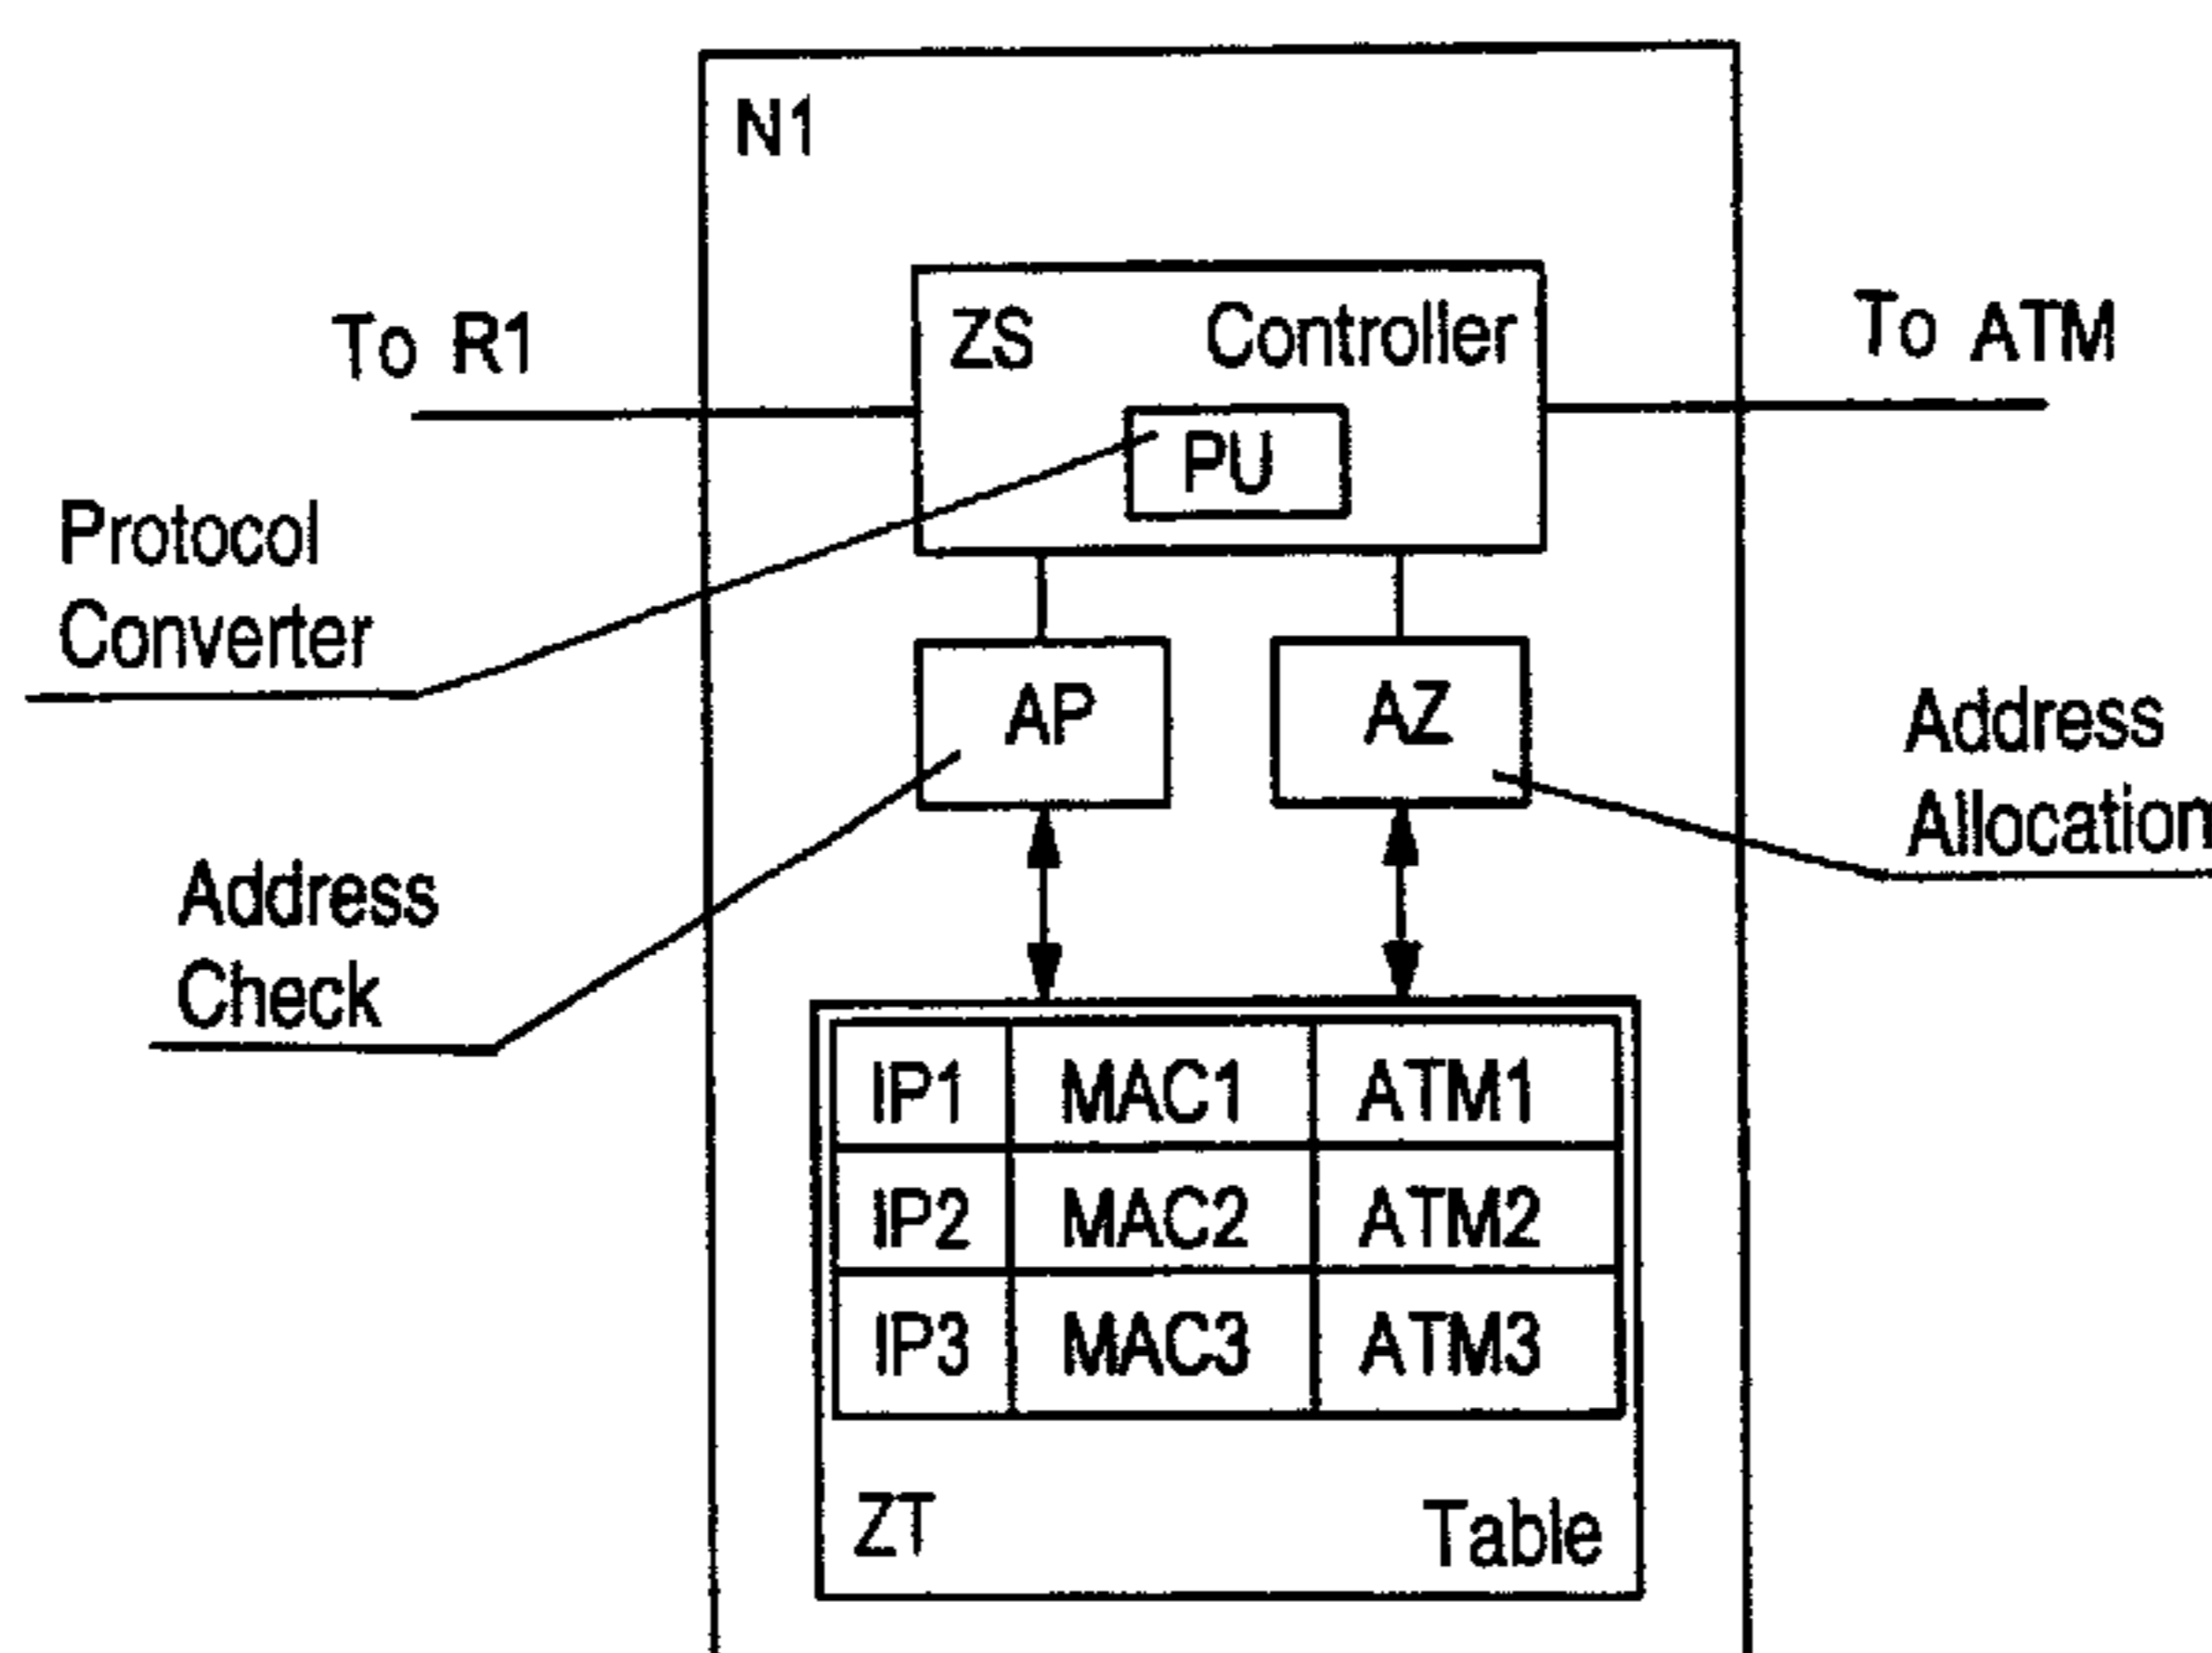 N1
To R1
ZS Controller
To ATM
PU
Protocol
Converter
AP
AZ
Address
Allocation
Address
Check
IP1 MAC1 ATM1
IP2 MAC2 ATM2
IP3 MAC3 ATM3
ZT Table